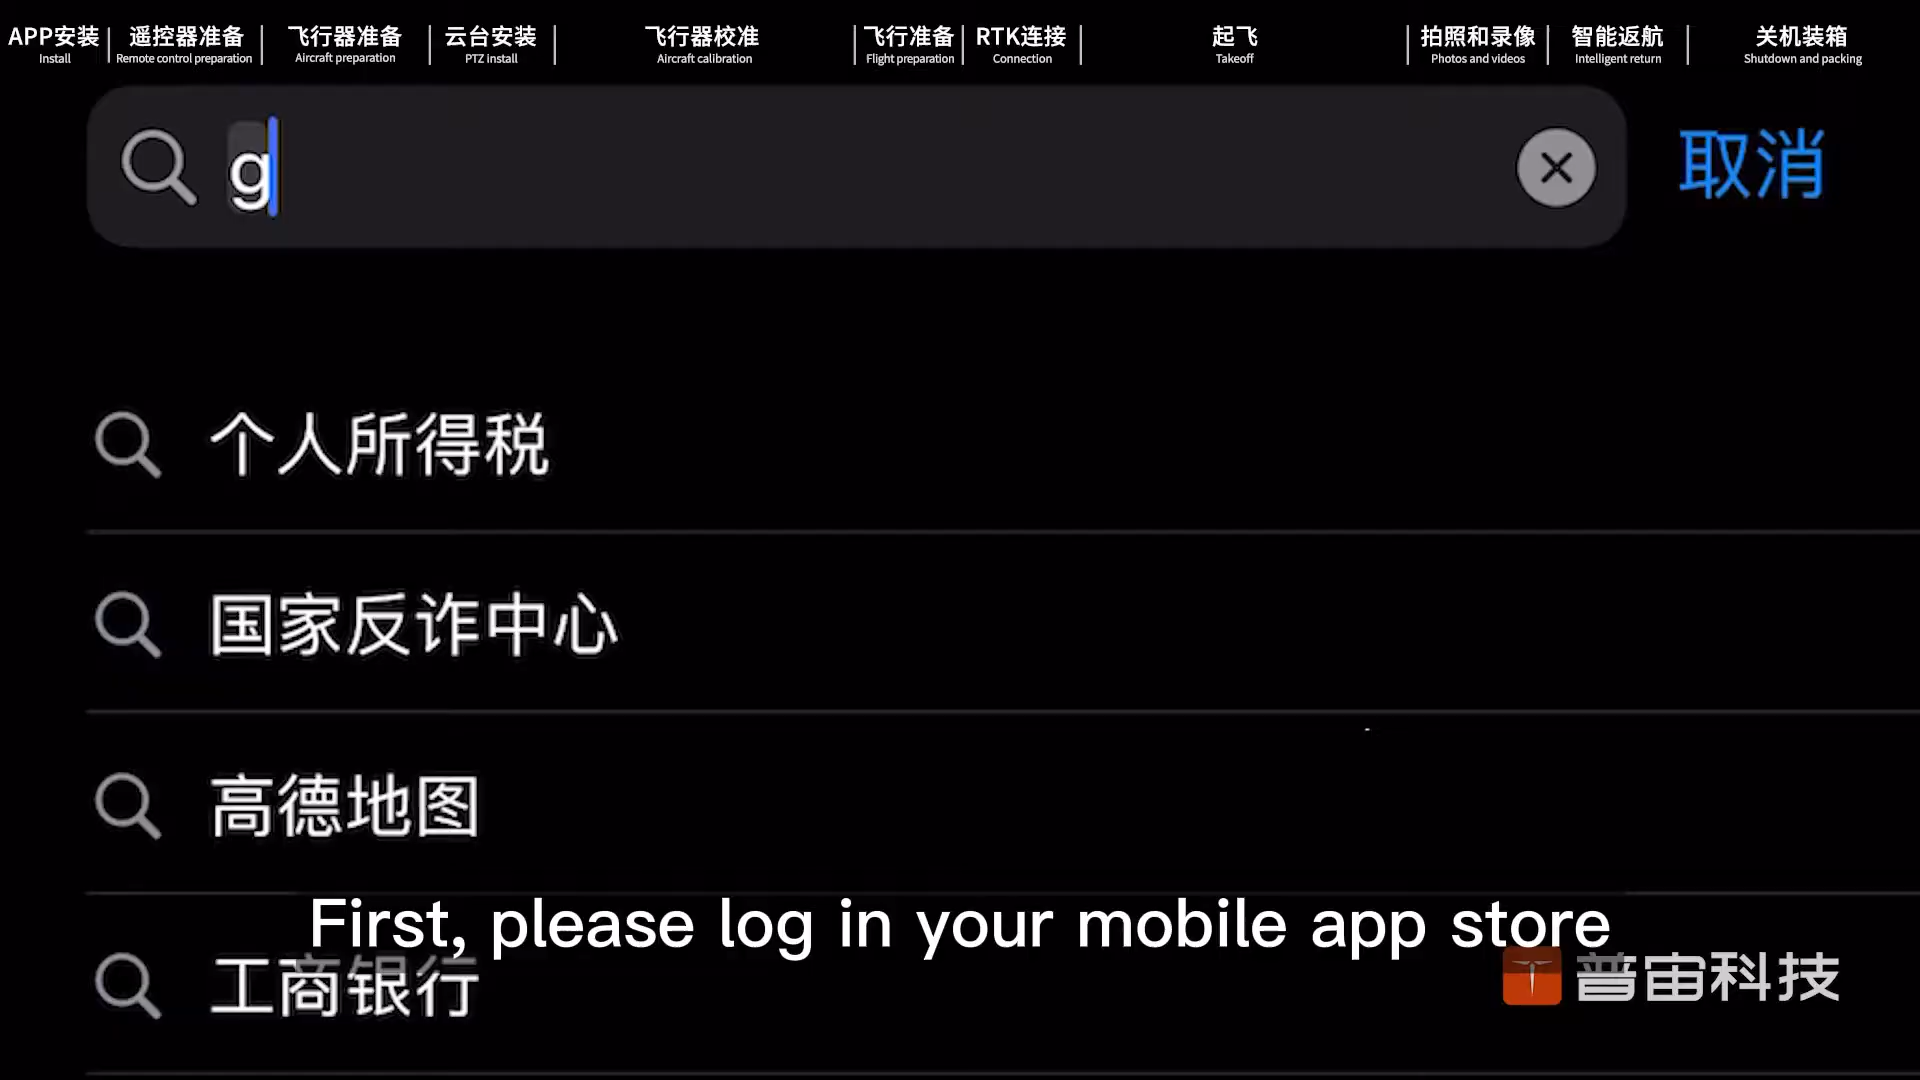 APP安装 遥控器准备 飞行器准备 云台安装 飞行器校准 飞行准备 RTK连接 起飞 拍照和录像 智能返航 关机装箱
Install Remote control preparation Aircraft preparation PTZ install Aircraft calibration Flight preparation Connection Takeoff Photos and videos Intelligent return Shutdown and packing
g 取消
个人所得税
国家反诈中心
高德地图
First, please log in your mobile app store
工商银行
普宙科技